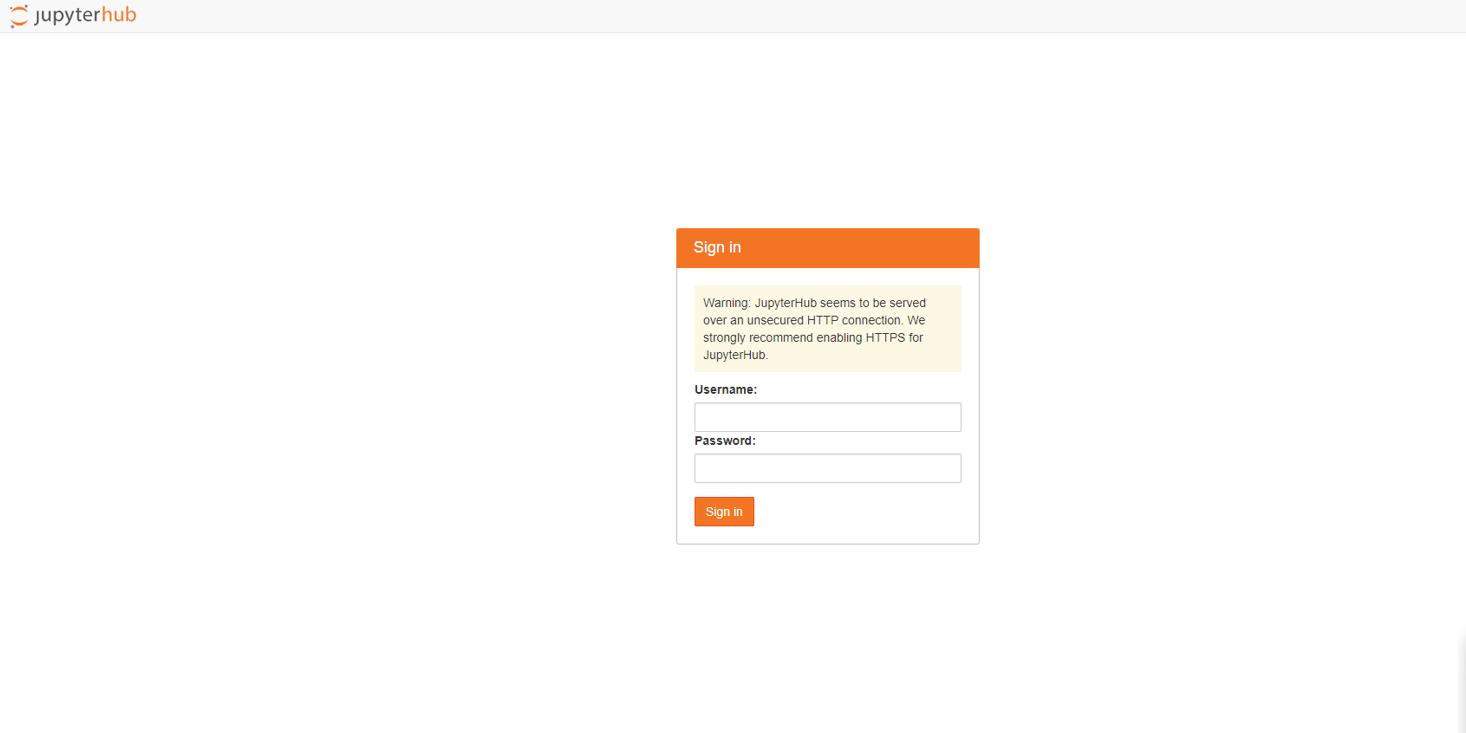 jupyterhub
Sign in
Warning: JupyterHub seems to be served
over an unsecured HTTP connection. We
strongly recommend enabling HTTPS for
JupyterHub.
Username:
Password:
Sign in